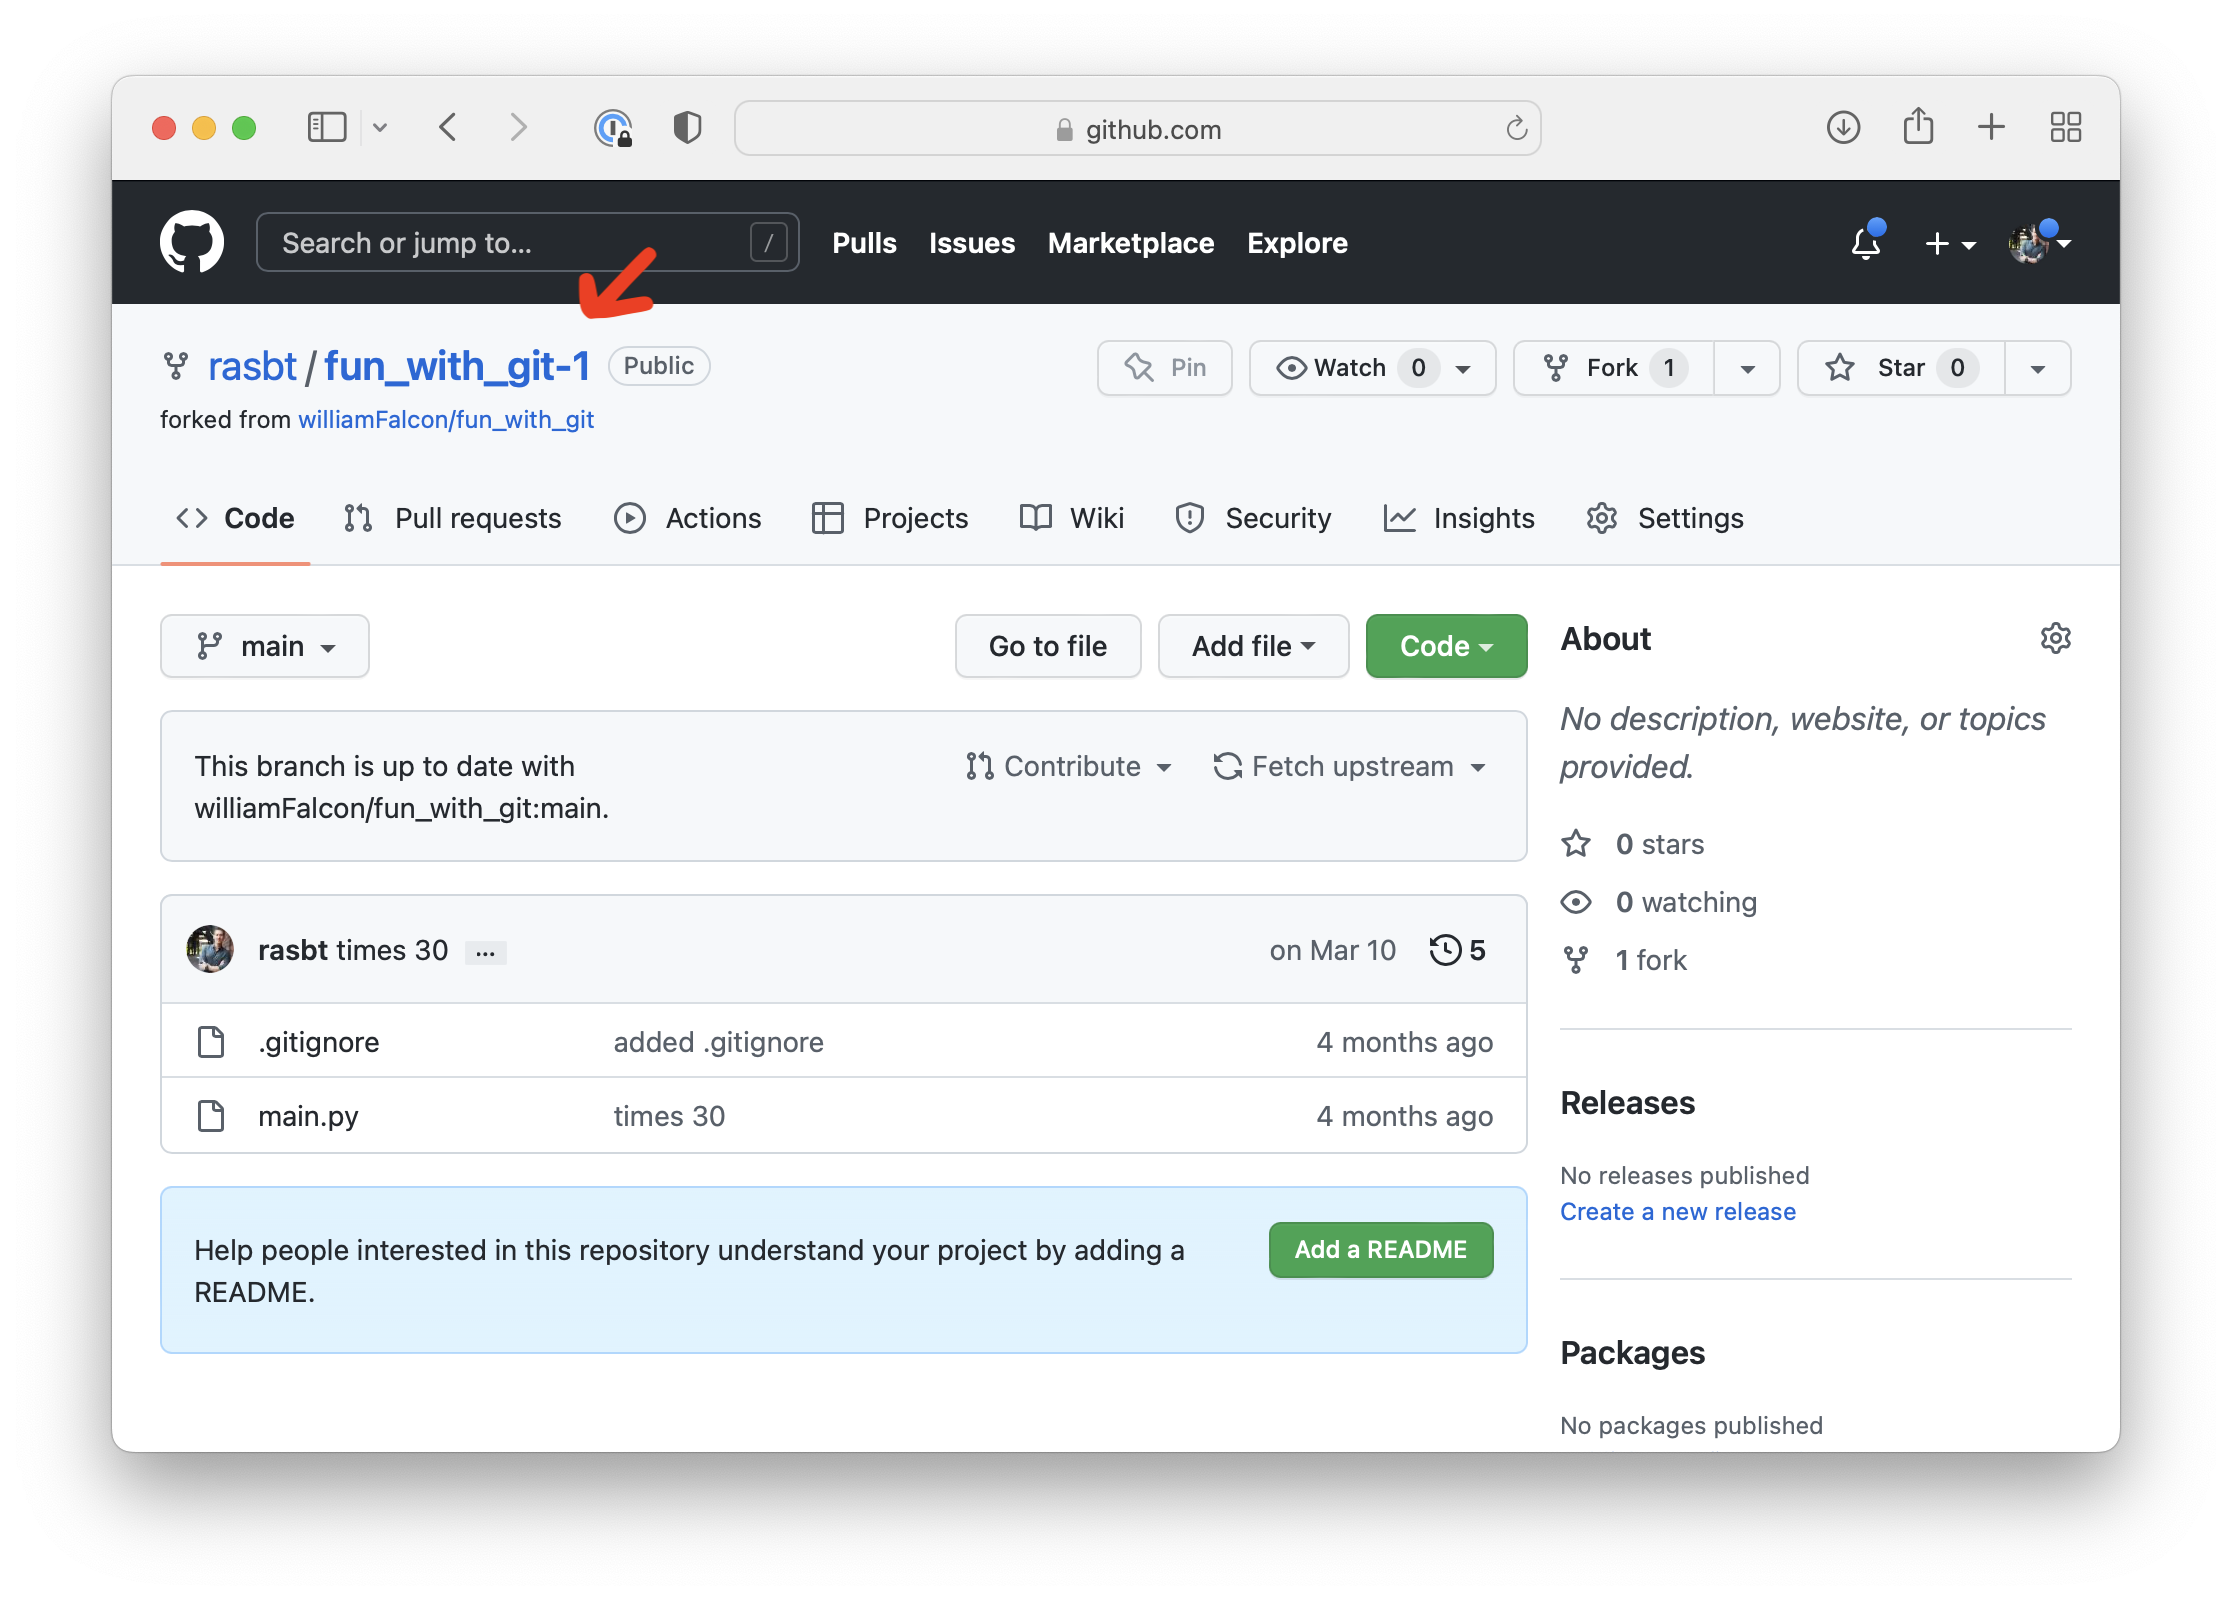 github.com
Search or jump to... /
Pulls Issues Marketplace Explore
rasbt / fun_with_git-1 Public
Pin Watch 0 Fork 1 Star 0
forked from williamFalcon/fun_with_git
Code Pull requests Actions Projects Wiki Security Insights Settings
main Go to file Add file Code
This branch is up to date with
williamFalcon/fun_with_git:main.
Contribute Fetch upstream
rasbt times 30 ... on Mar 10 5
.gitignore added .gitignore 4 months ago
main.py times 30 4 months ago
Help people interested in this repository understand your project by adding a
README.
Add a README
About
No description, website, or topics
provided.
0 stars
0 watching
1 fork
Releases
No releases published
Create a new release
Packages
No packages published